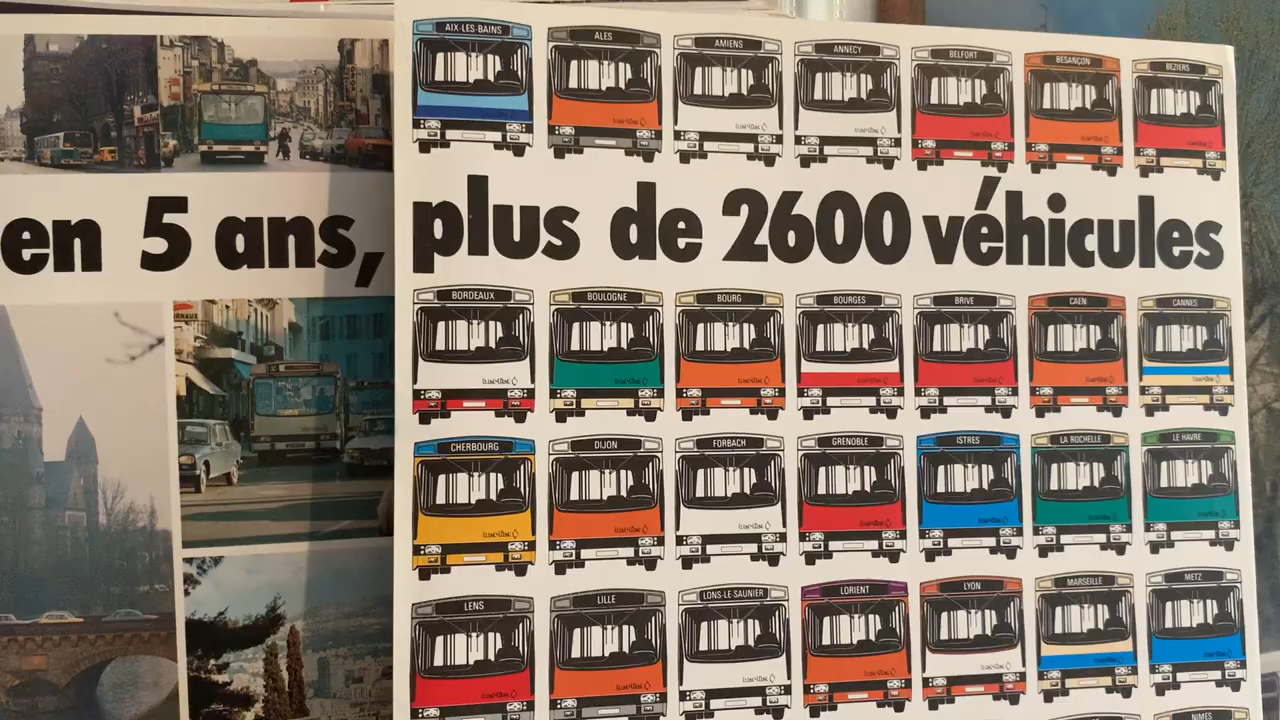 AIX-LES-BAINS ALES AMIENS ANNECY BELFORT BESANÇON BEZIERS
en 5 ans, plus de 2600 véhicules
BORDEAUX BOULOGNE BOURG BOURGES BRIVE CAEN CANNES
CHERBOURG DIJON FORBACH GRENOBLE ISTRES LA ROCHELLE LE HAVRE
LENS LILLE LONS-LE-SAUNIER LORIENT LYON MARSEILLE METZ
NIMES